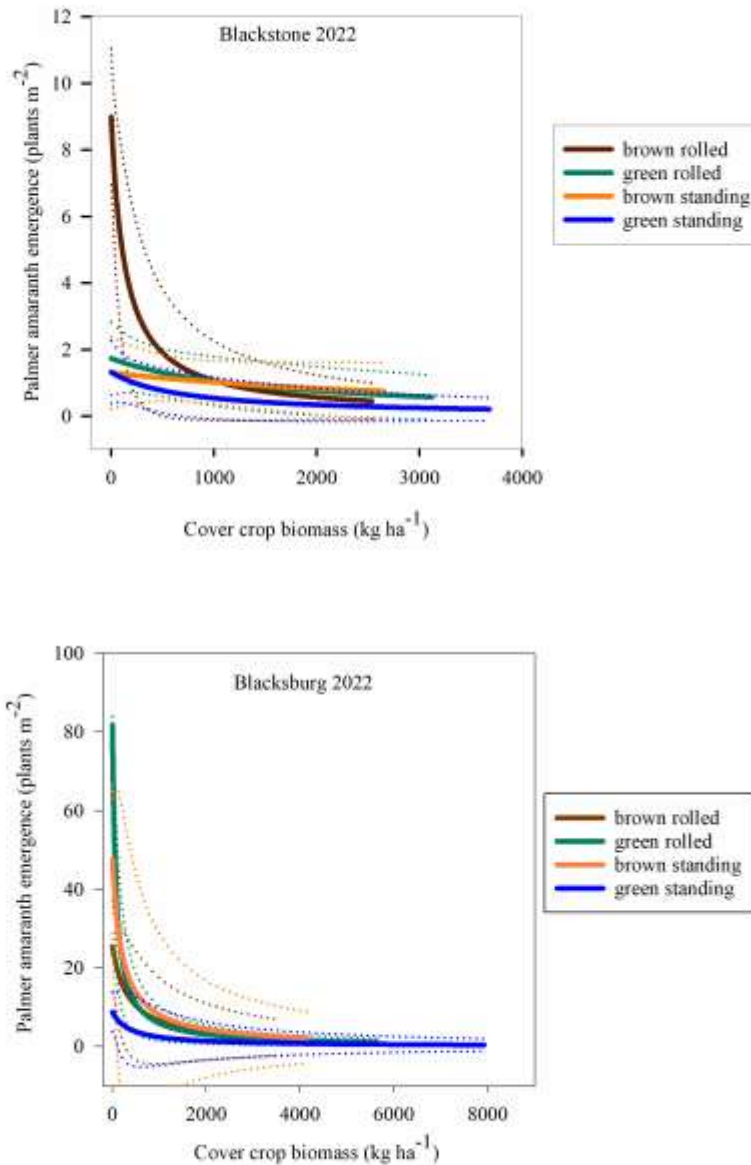 Blackstone 2022
Palmer amaranth emergence (plants m-2)
12
10
8
6
4
2
0
0 1000 2000 3000 4000
Cover crop biomass (kg ha-1)
brown rolled
green rolled
brown standing
green standing
Blacksburg 2022
Palmer amaranth emergence (plants m-2)
100
80
60
40
20
0
0 2000 4000 6000 8000
Cover crop biomass (kg ha-1)
brown rolled
green rolled
brown standing
green standing